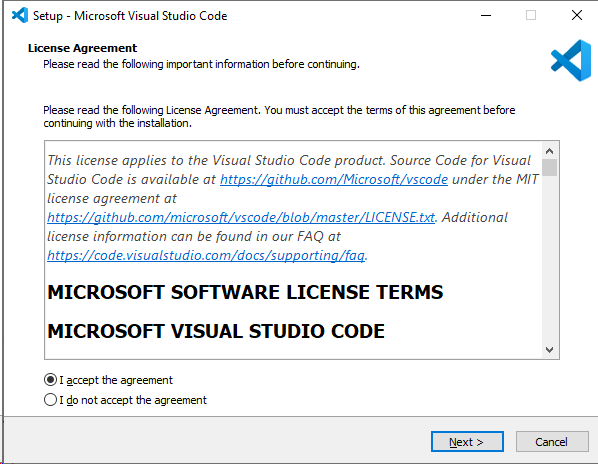 Setup - Microsoft Visual Studio Code
License Agreement
Please read the following important information before continuing.
Please read the following License Agreement. You must accept the terms of this agreement before
continuing with the installation.
This license applies to the Visual Studio Code product. Source Code for Visual
Studio Code is available at https://github.com/Microsoft/vscode under the MIT
license agreement at
https://github.com/microsoft/vscode/blob/master/LICENSE.txt. Additional
license information can be found in our FAQ at
https://code.visualstudio.com/docs/supporting/faq.
MICROSOFT SOFTWARE LICENSE TERMS
MICROSOFT VISUAL STUDIO CODE
I accept the agreement
I do not accept the agreement
Next >
Cancel